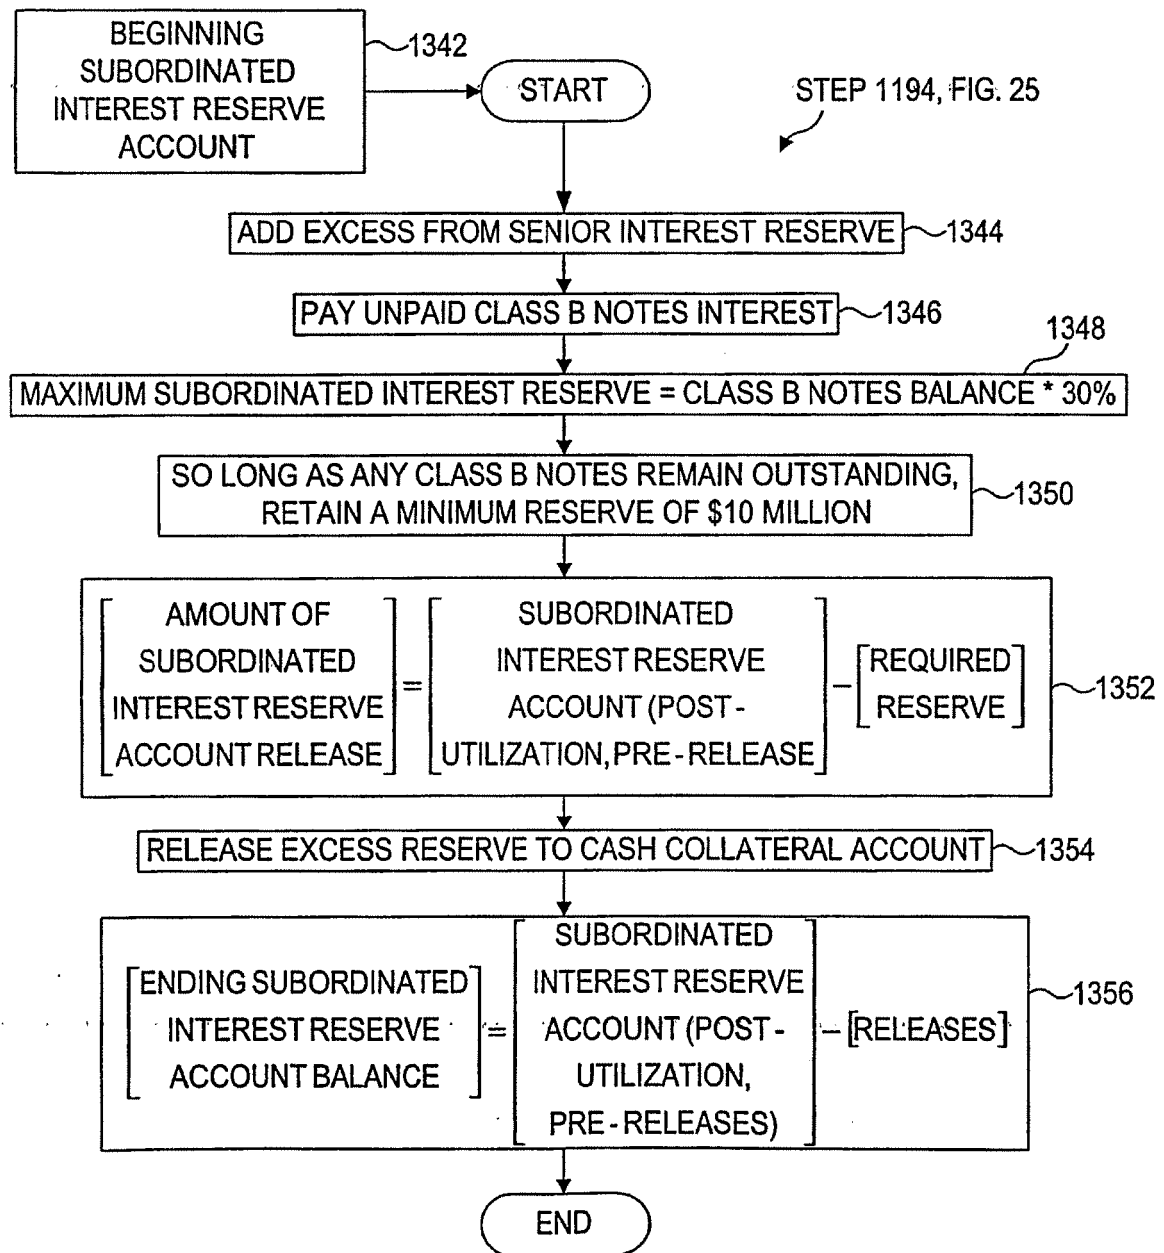 BEGINNING
SUBORDINATED
INTEREST RESERVE
ACCOUNT
1342
START
STEP 1194, FIG. 25
ADD EXCESS FROM SENIOR INTEREST RESERVE
1344
PAY UNPAID CLASS B NOTES INTEREST
1346
1348
MAXIMUM SUBORDINATED INTEREST RESERVE = CLASS B NOTES BALANCE * 30%
SO LONG AS ANY CLASS B NOTES REMAIN OUTSTANDING,
RETAIN A MINIMUM RESERVE OF $10 MILLION
1350
AMOUNT OF
SUBORDINATED
INTEREST RESERVE
ACCOUNT RELEASE
=
SUBORDINATED
INTEREST RESERVE
ACCOUNT (POST-
UTILIZATION, PRE-RELEASE
-
REQUIRED
RESERVE
1352
RELEASE EXCESS RESERVE TO CASH COLLATERAL ACCOUNT
1354
ENDING SUBORDINATED
INTEREST RESERVE
ACCOUNT BALANCE
=
SUBORDINATED
INTEREST RESERVE
ACCOUNT (POST-
UTILIZATION,
PRE-RELEASES)
- [RELEASES]
1356
END